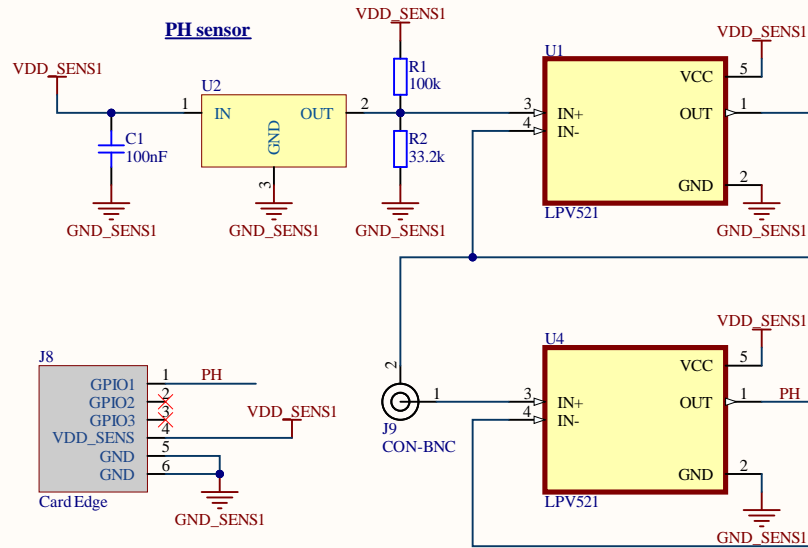 PH sensor
VDD_SENS1
VDD_SENS1
VDD_SENS1
U2
1
IN
OUT
2
GND
3
C1
100nF
R1
100k
R2
33.2k
GND_SENS1
GND_SENS1
GND_SENS1
U1
VCC
5
3
IN+
4
IN-
OUT
1
GND
2
LPV521
GND_SENS1
J8
GPIO1
1
PH
GPIO2
2
GPIO3
3
VDD_SENS
4
VDD_SENS1
GND
5
GND
6
Card Edge
GND_SENS1
2
1
J9
CON-BNC
VDD_SENS1
U4
VCC
5
3
IN+
4
IN-
OUT
1
PH
GND
2
LPV521
GND_SENS1